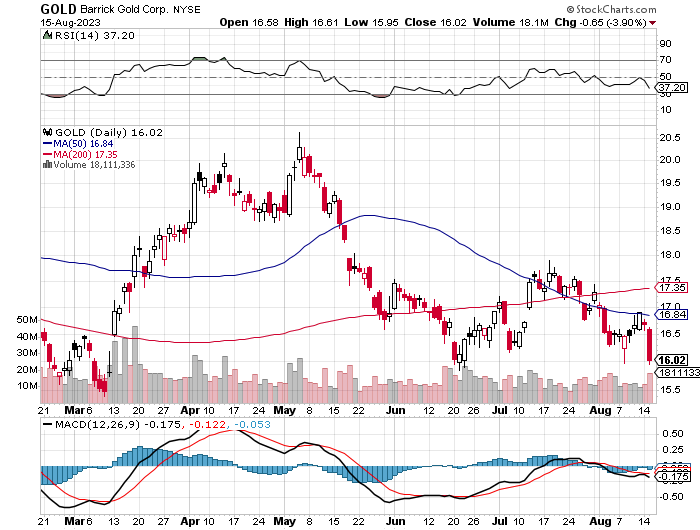 GOLD Barrick Gold Corp. NYSE © StockCharts.com
15-Aug-2023 Open 16.58 High 16.61 Low 15.95 Close 16.02 Volume 18.1M Chg -0.65 (-3.90%)
RSI(14) 37.20
90
70
50
37.20
30
10
GOLD (Daily) 16.02
MA(50) 16.84
MA(200) 17.35
Volume 18,111,336
20.5
20.0
19.5
19.0
18.5
18.0
17.5
17.35
17.0
16.84
16.5
16.02
18111336
15.5
50M
40M
30M
20M
10M
21 Mar 6 13 20 27 Apr 10 17 24 May 8 15 22 Jun 12 20 26 Jul 10 17 24 Aug 7 14
MACD(12,26,9) -0.175, -0.122, -0.053
0.50
0.25
-0.175
-0.50
21 Mar 6 13 20 27 Apr 10 17 24 May 8 15 22 Jun 12 20 26 Jul 10 17 24 Aug 7 14